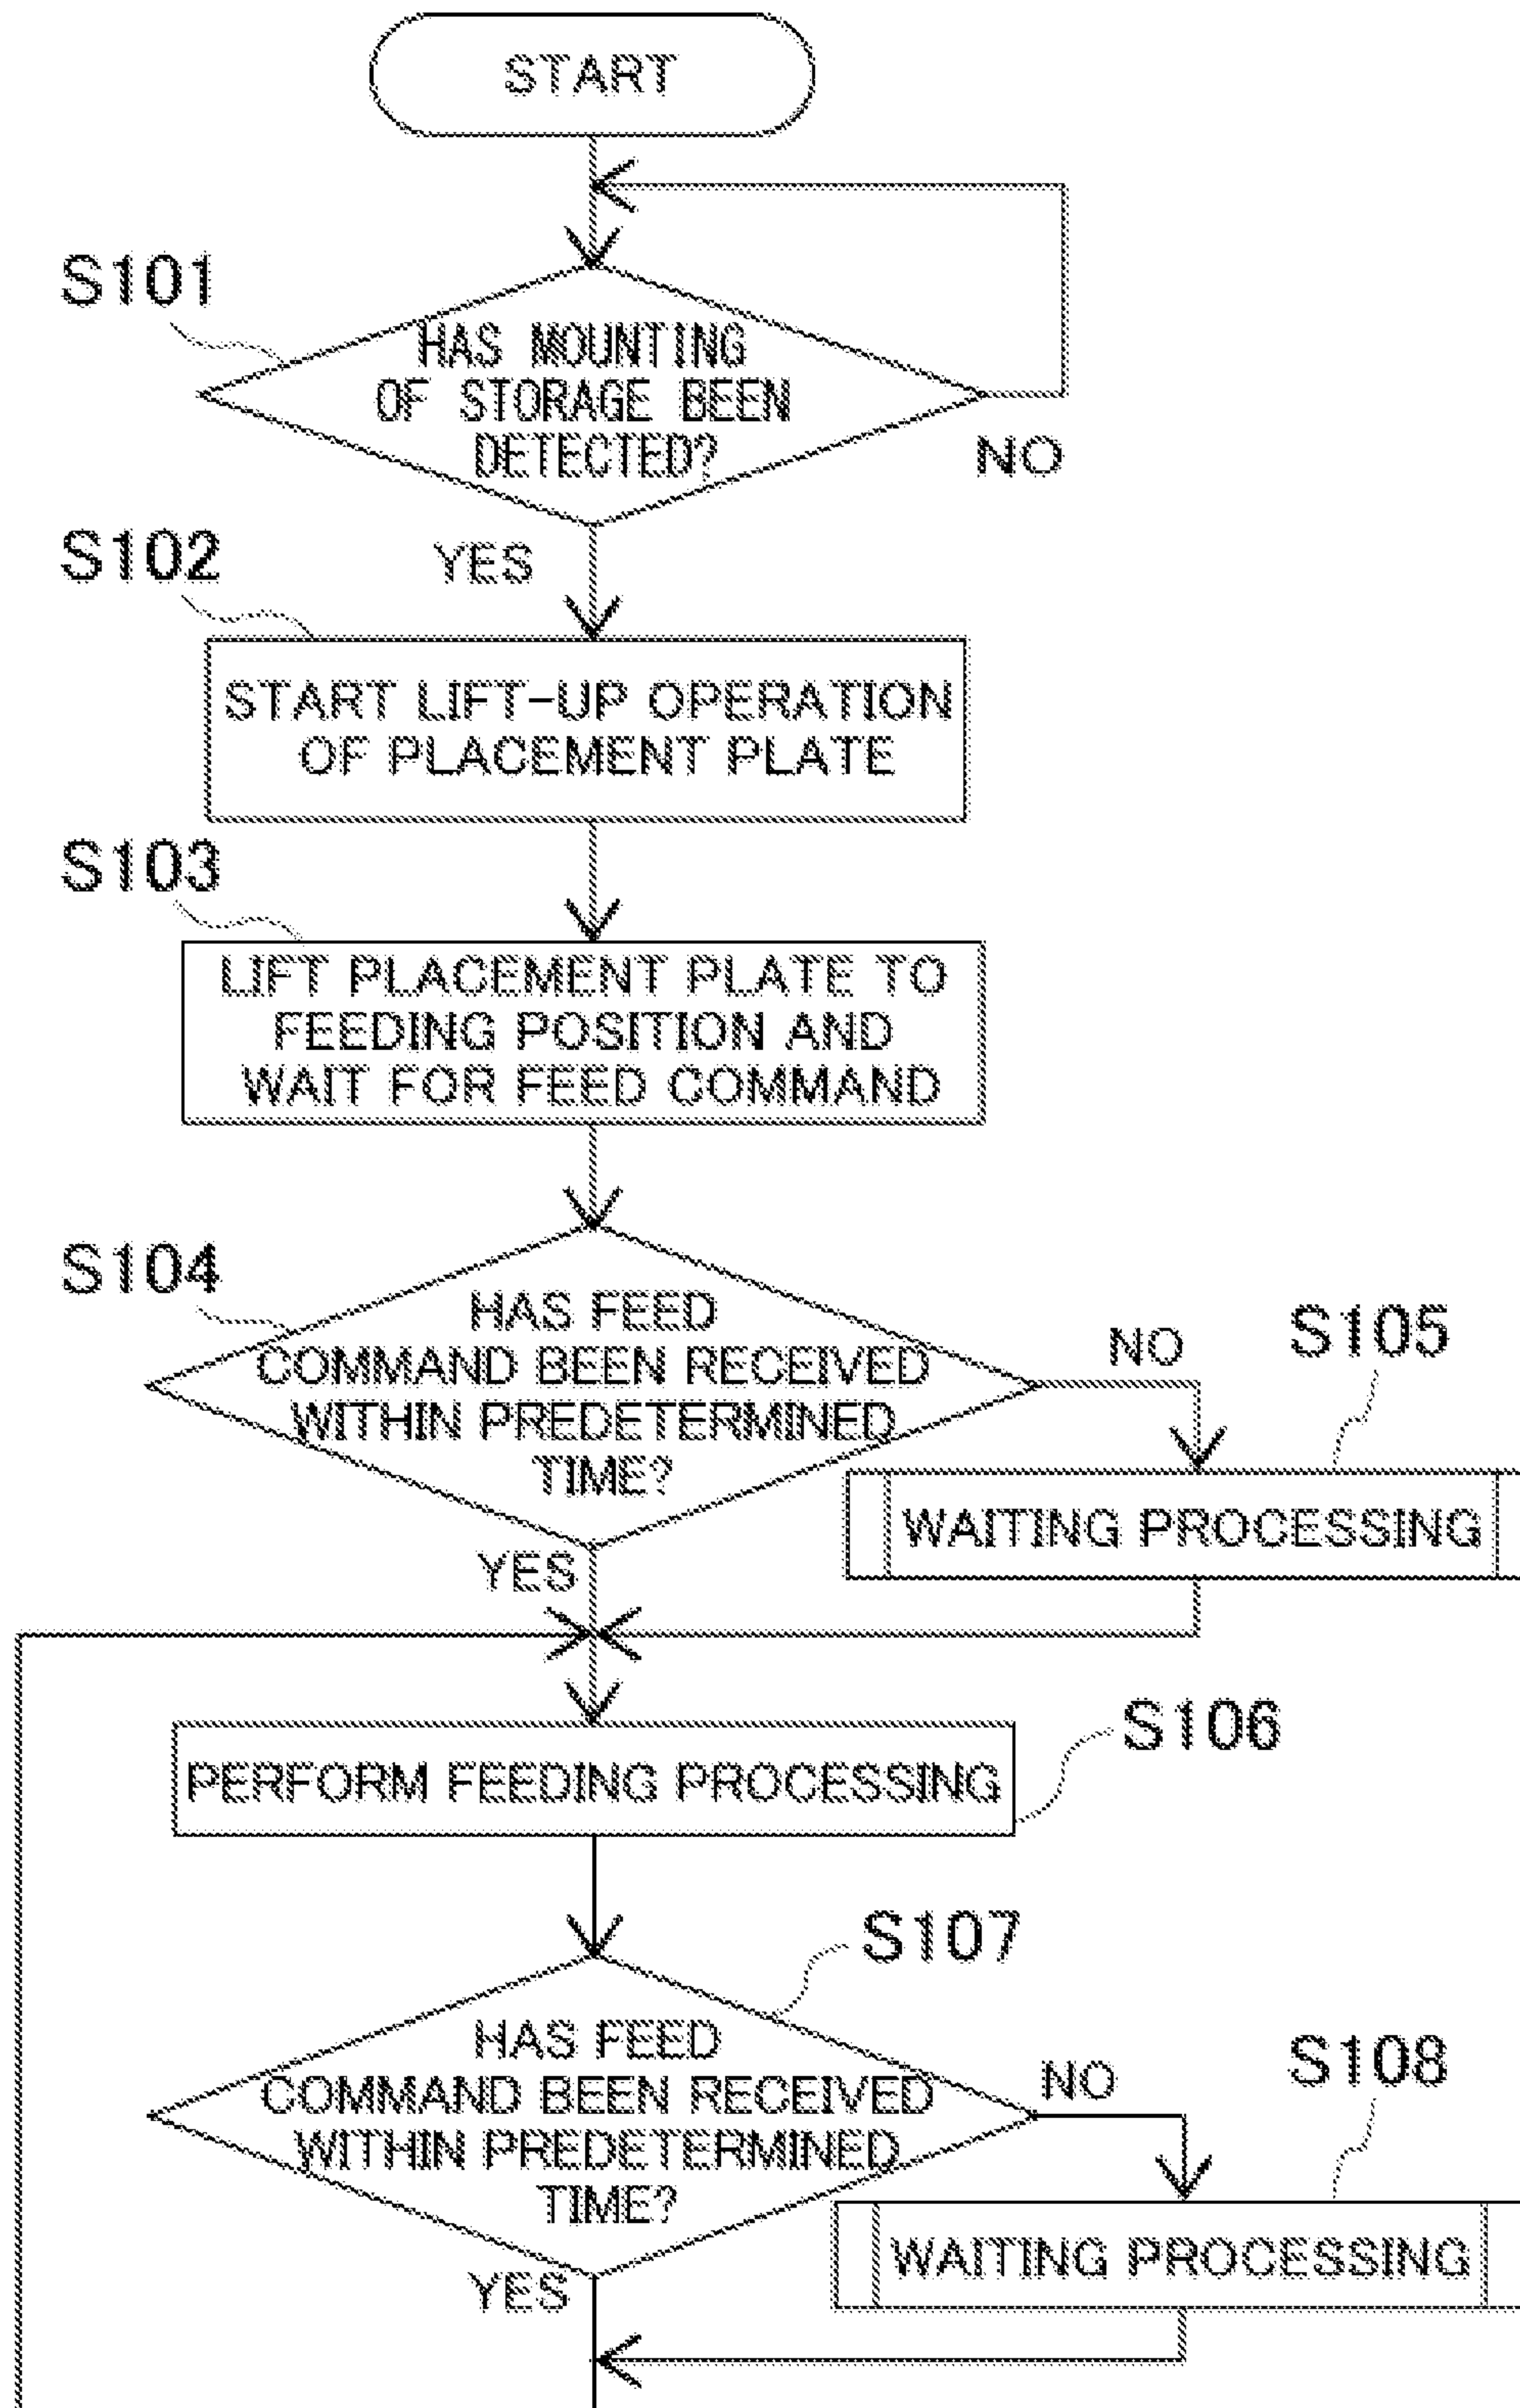 START
S101
HAS MOUNTING
OF STORAGE BEEN
DETECTED?
NO
S102
YES
START LIFT-UP OPERATION
OF PLACEMENT PLATE
S103
LIFT PLACEMENT PLATE TO
FEEDING POSITION AND
WAIT FOR FEED COMMAND
S104
HAS FEED
COMMAND BEEN RECEIVED
WITHIN PREDETERMINED
TIME?
NO
S105
WAITING PROCESSING
YES
PERFORM FEEDING PROCESSING
S106
S107
HAS FEED
COMMAND BEEN RECEIVED
WITHIN PREDETERMINED
TIME?
NO
S108
WAITING PROCESSING
YES